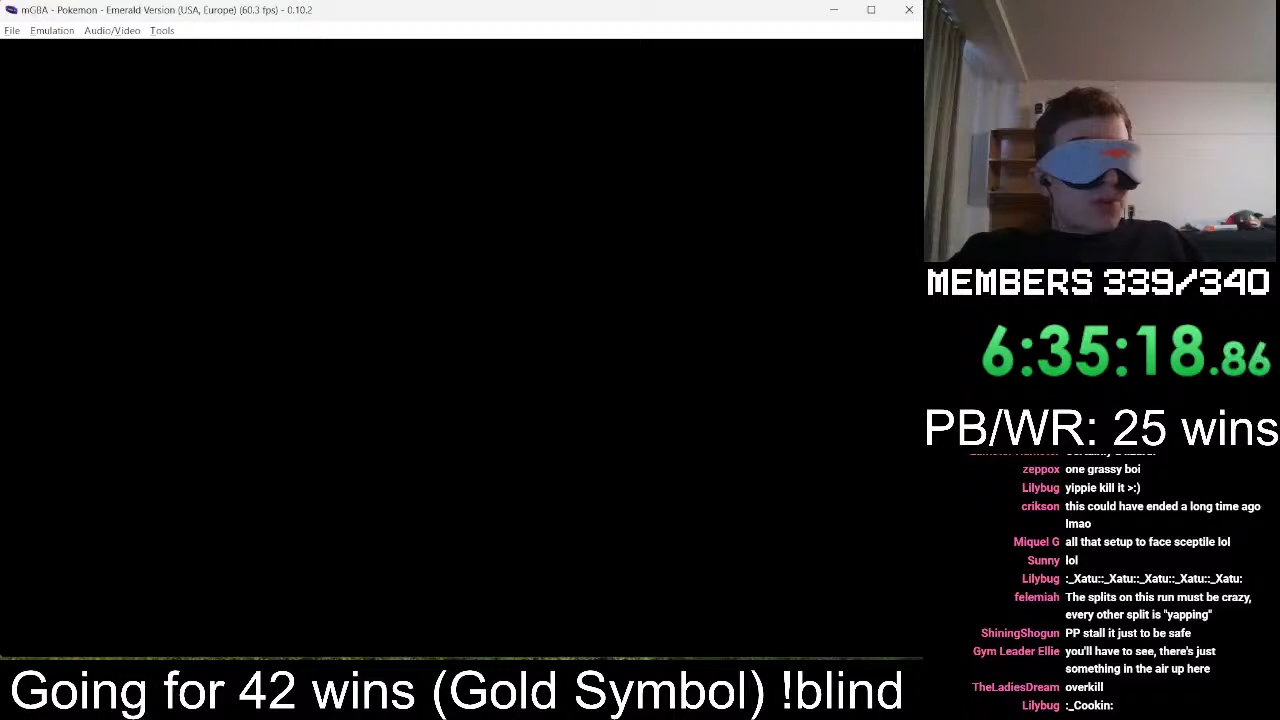 mGBA - Pokemon - Emerald Version (USA, Europe) (60.3 fps) - 0.10.2
File Emulation Audio/Video Tools
MEMBERS 339/340
6:35:18.86
PB/WR: 25 wins
zeppox one grassy boi
Lilybug yippie kill it >:)
crikson this could have ended a long time ago
lmao
Miquel G all that setup to face sceptile lol
Sunny lol
Lilybug :_Xatu::_Xatu::_Xatu::_Xatu::_Xatu:
felemiah The splits on this run must be crazy,
every other split is "yapping"
ShiningShogun PP stall it just to be safe
Gym Leader Ellie you'll have to see, there's just
something in the air up here
TheLadiesDream overkill
Lilybug :_Cookin:
Going for 42 wins (Gold Symbol) !blind